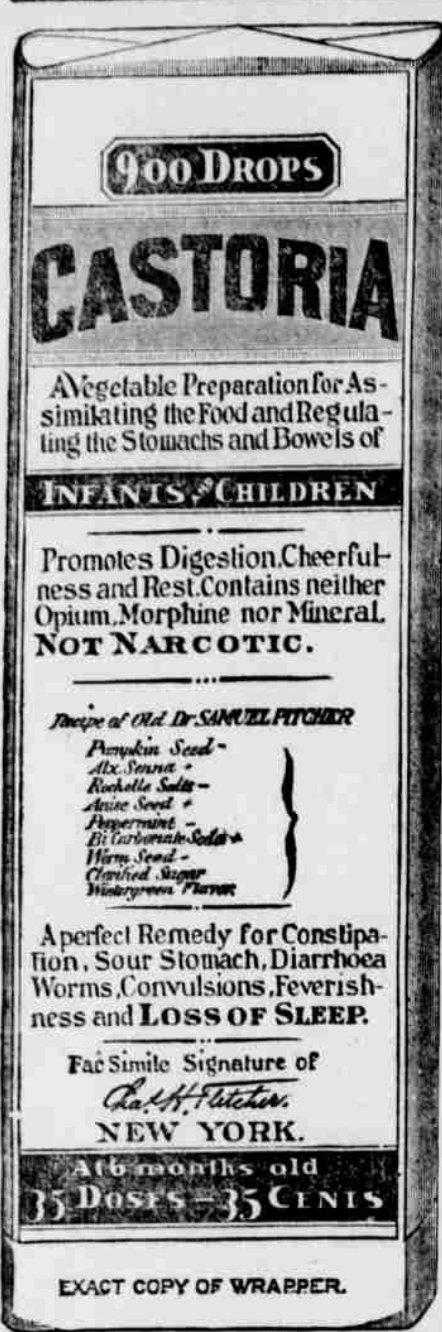 900 DROPS
CASTORIA
A Vegetable Preparation for As-
similating the Food and Regula-
ting the Stomachs and Bowels of
INFANTS AND CHILDREN
Promotes Digestion,Cheerful-
ness and Rest.Contains neither
Opium,Morphine nor Mineral.
NOT NARCOTIC.
Recipe of Old Dr SAMUEL PITCHER
Pumpkin Seed -
Alx. Senna +
Rochelle Salts -
Anise Seed +
Peppermint -
Bi Carbonate Soda +
Worm Seed -
Clarified Sugar
Wintergreen Flavor.
A perfect Remedy for Constipa-
tion, Sour Stomach, Diarrhoea
Worms,Convulsions,Feverish-
ness and LOSS OF SLEEP.
Fac Simile Signature of
Chas. H. Fletcher.
NEW YORK.
At 6 months old
35 DOSES - 35 CENTS
EXACT COPY OF WRAPPER.